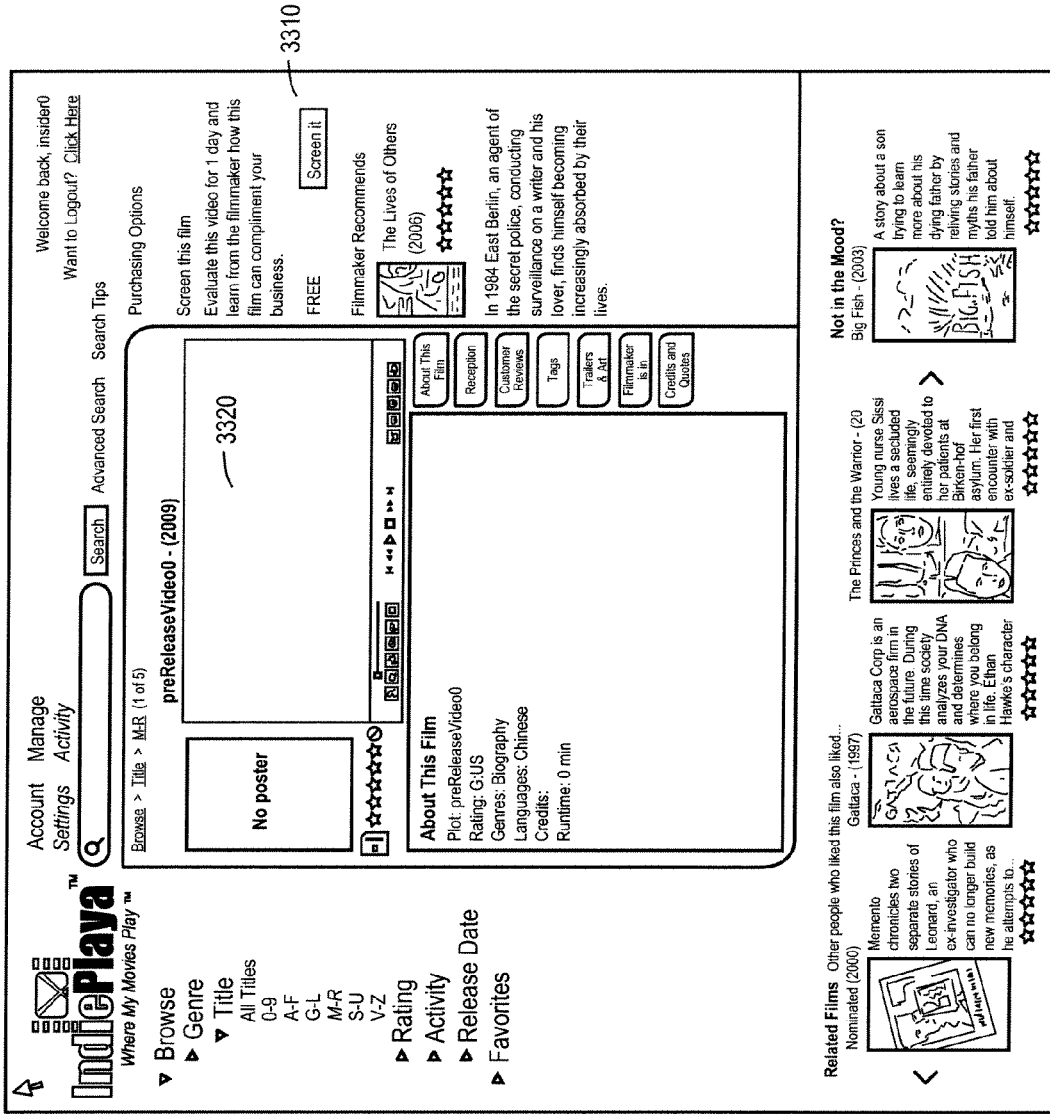 IndiePlaya™
Where My Movies Play ™
Account Manage
Settings Activity
Welcome back, insider0
Want to Logout? Click Here
Search
Advanced Search
Search Tips
Browse
Genre
Title
All Titles
0-9
A-F
G-L
M-R
S-U
V-Z
Rating
Activity
Release Date
Favorites
Browse > Title > M-R (1 of 5)
preReleaseVideo0 - (2009)
No poster
3320
About This Film
Plot: preReleaseVideo0
Rating: G:US
Genres: Biography
Languages: Chinese
Credits:
Runtime: 0 min
About This
Film
Reception
Customer
Reviews
Tags
Trailers
& Art
Filmmaker
is in
Credits and
Quotes
Purchasing Options
Screen this film
Evaluate this video for 1 day and
learn from the filmmaker how this
film can compliment your
business.
FREE
Screen it
3310
Filmmaker Recommends
The Lives of Others
(2006)
In 1984 East Berlin, an agent of
the secret police, conducting
surveillance on a writer and his
lover, finds himself becoming
increasingly absorbed by their
lives.
Related Films Other people who liked this film also liked..
Nominated (2000)
Memento
chronicles two
separate stories of
Leonard, an
ex-investigator who
can no longer build
new memories, as
he attempts to...
Gattaca - (1997)
GATTACA
Gattaca Corp is an
aerospace firm in
the future. During
this time society
analyzes your DNA
and determines
where you belong
in life. Ethan
Hawke's character
The Princes and the Warrior - (20
Young nurse Sissi
lives a secluded
life, seemingly
entirely devoted to
her patients at
Birken-hof
asylum. Her first
encounter with
ex-soldier and
Not in the Mood?
Big Fish - (2003)
BIG FISH
A story about a son
trying to learn
more about his
dying father by
reliving stories and
myths his father
told him about
himself.